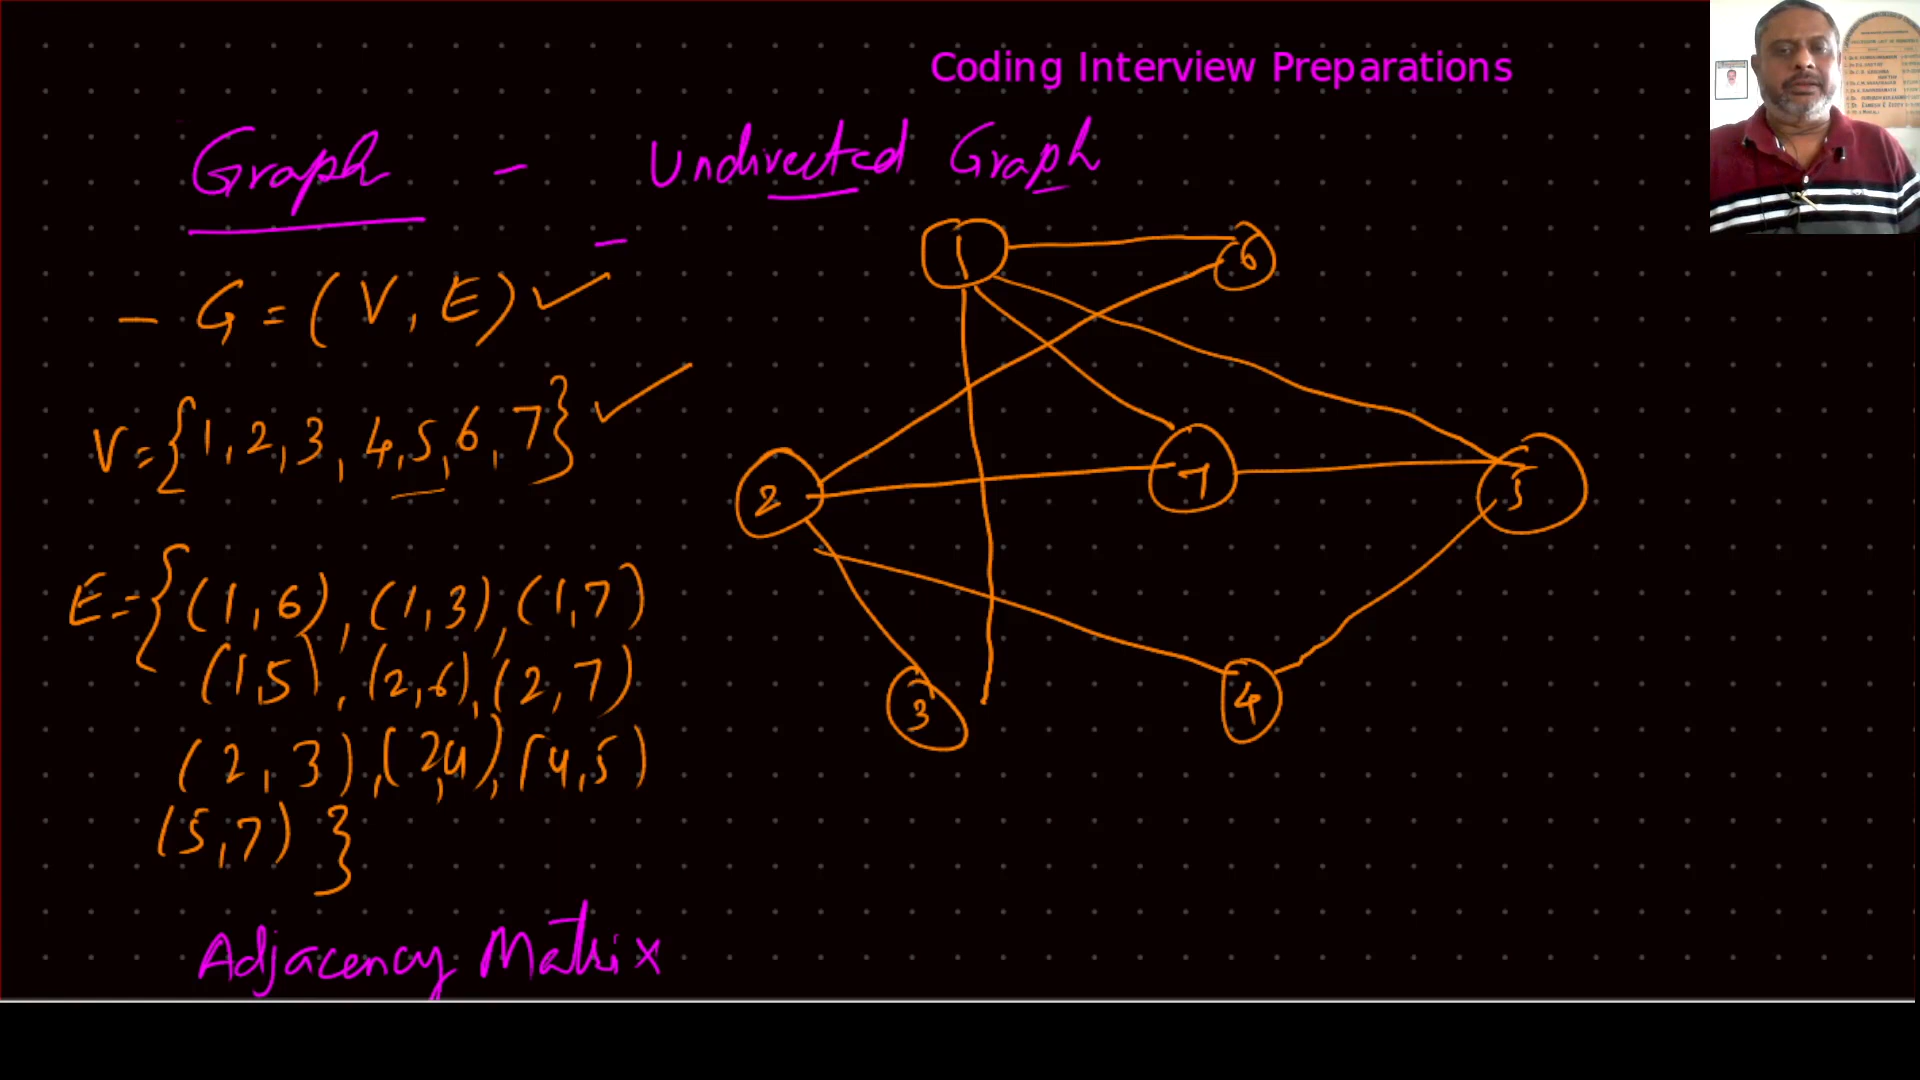 Coding Interview Preparations
Graph - Undirected Graph
- G = (V, E) ✓
V = {1, 2, 3, 4, 5, 6, 7} ✓
E = {(1, 6), (1, 3), (1, 7)
(1, 5), (2, 6), (2, 7)
(2, 3), (2, 4), (4, 5)
(5, 7) }
Adjacency Matrix
1
6
2
7
5
3
4